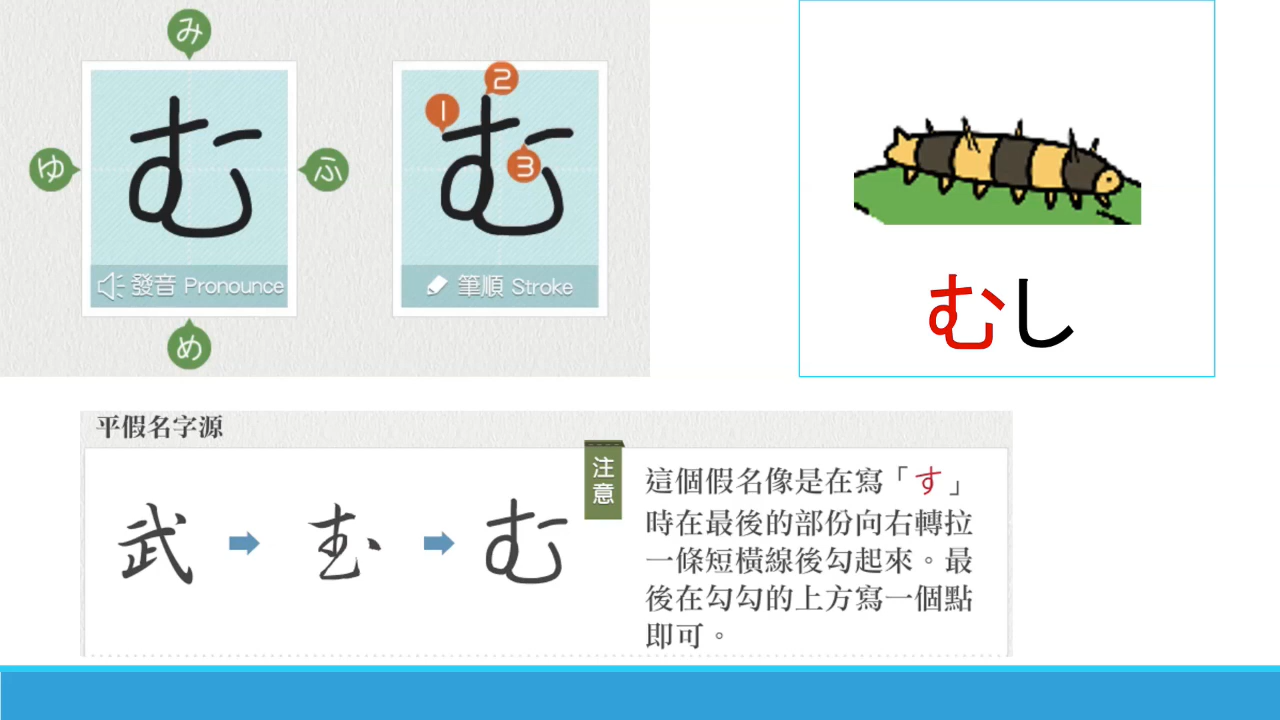 み
む
ゆ
ふ
發音 Pronounce
め
む
1
2
3
筆順 Stroke
むし
平假名字源
武
む
注意
這個假名像是在寫「す」
時在最後的部份向右轉拉
一條短橫線後勾起來。最
後在勾勾的上方寫一個點
即可。